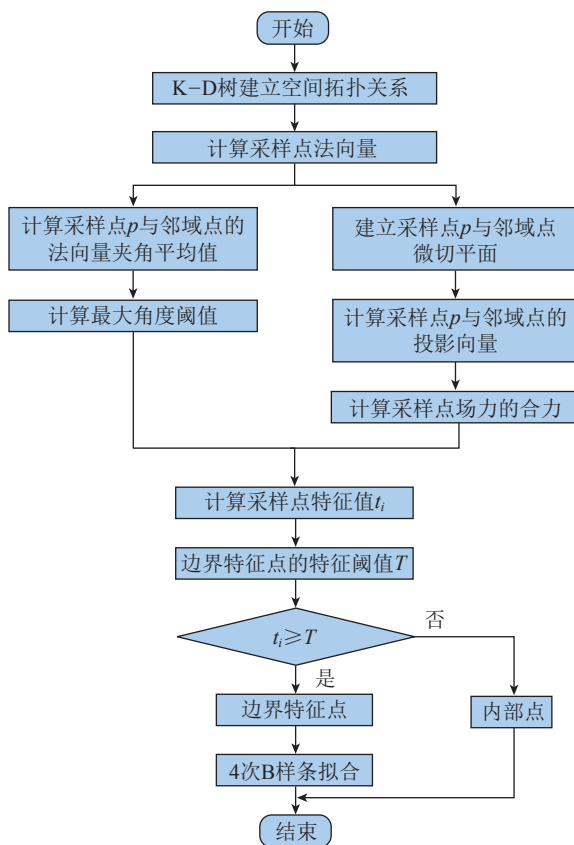 开始
K-D树建立空间拓扑关系
计算采样点法向量
计算采样点p与邻域点的
法向量夹角平均值
计算最大角度阈值
建立采样点p与邻域点
微切平面
计算采样点p与邻域点的
投影向量
计算采样点场力的合力
计算采样点特征值tᵢ
边界特征点的特征阈值T
tᵢ≥T
否
是
边界特征点
内部点
4次B样条拟合
结束